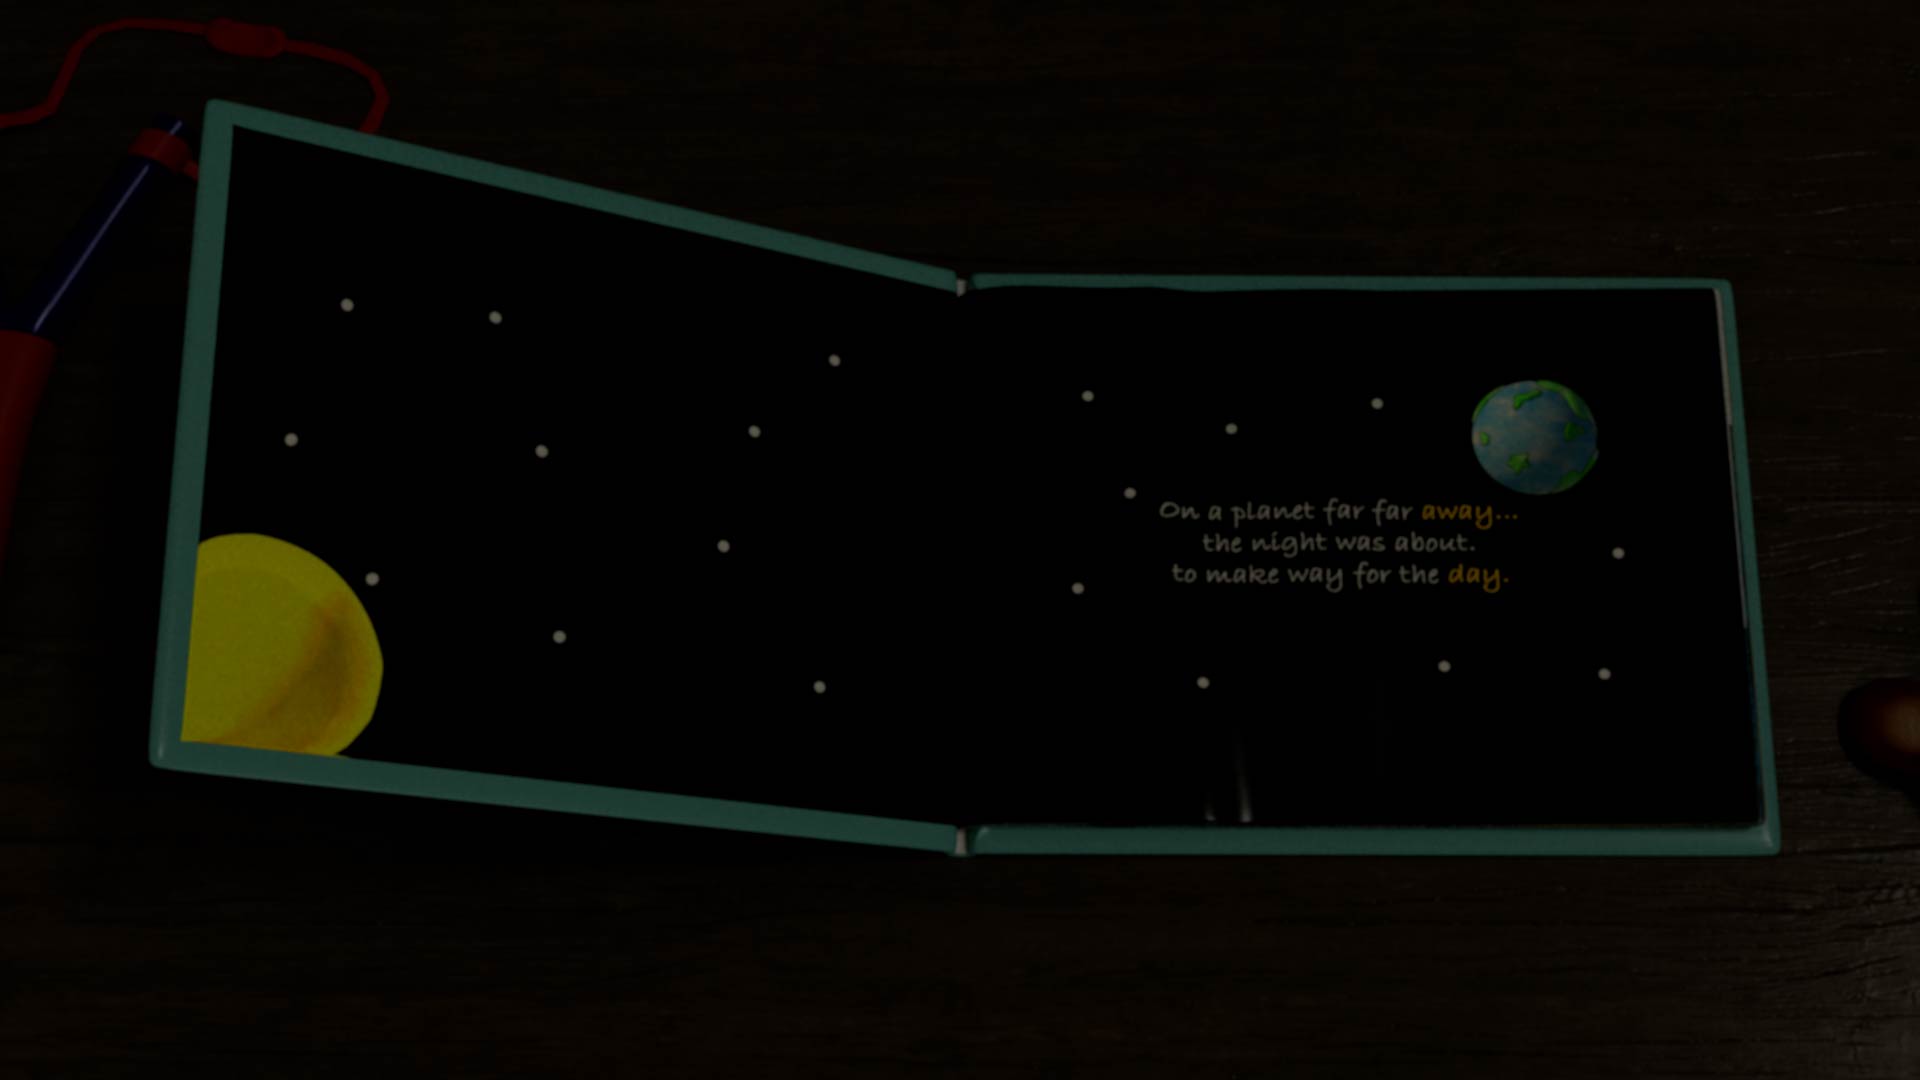 On a planet far far away...
the night was about.
to make way for the day.